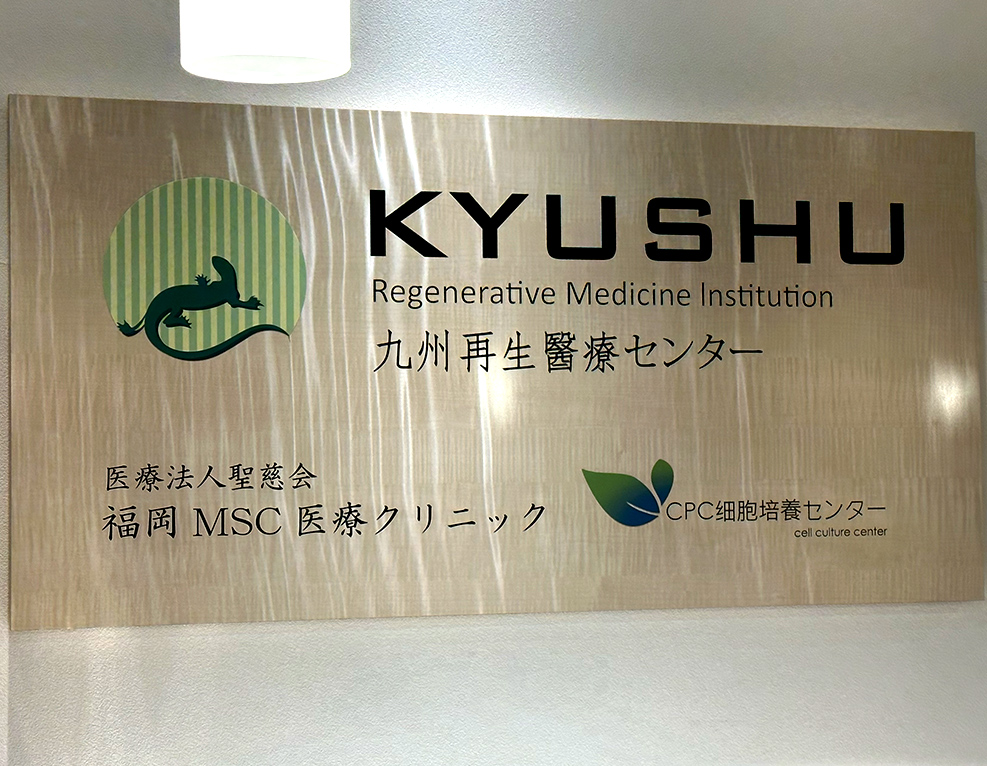 KYUSHU
Regenerative Medicine Institution
九州再生醫療センター
医療法人聖慈会
福岡 MSC 医療クリニック
CPC细胞培養センター
cell culture center